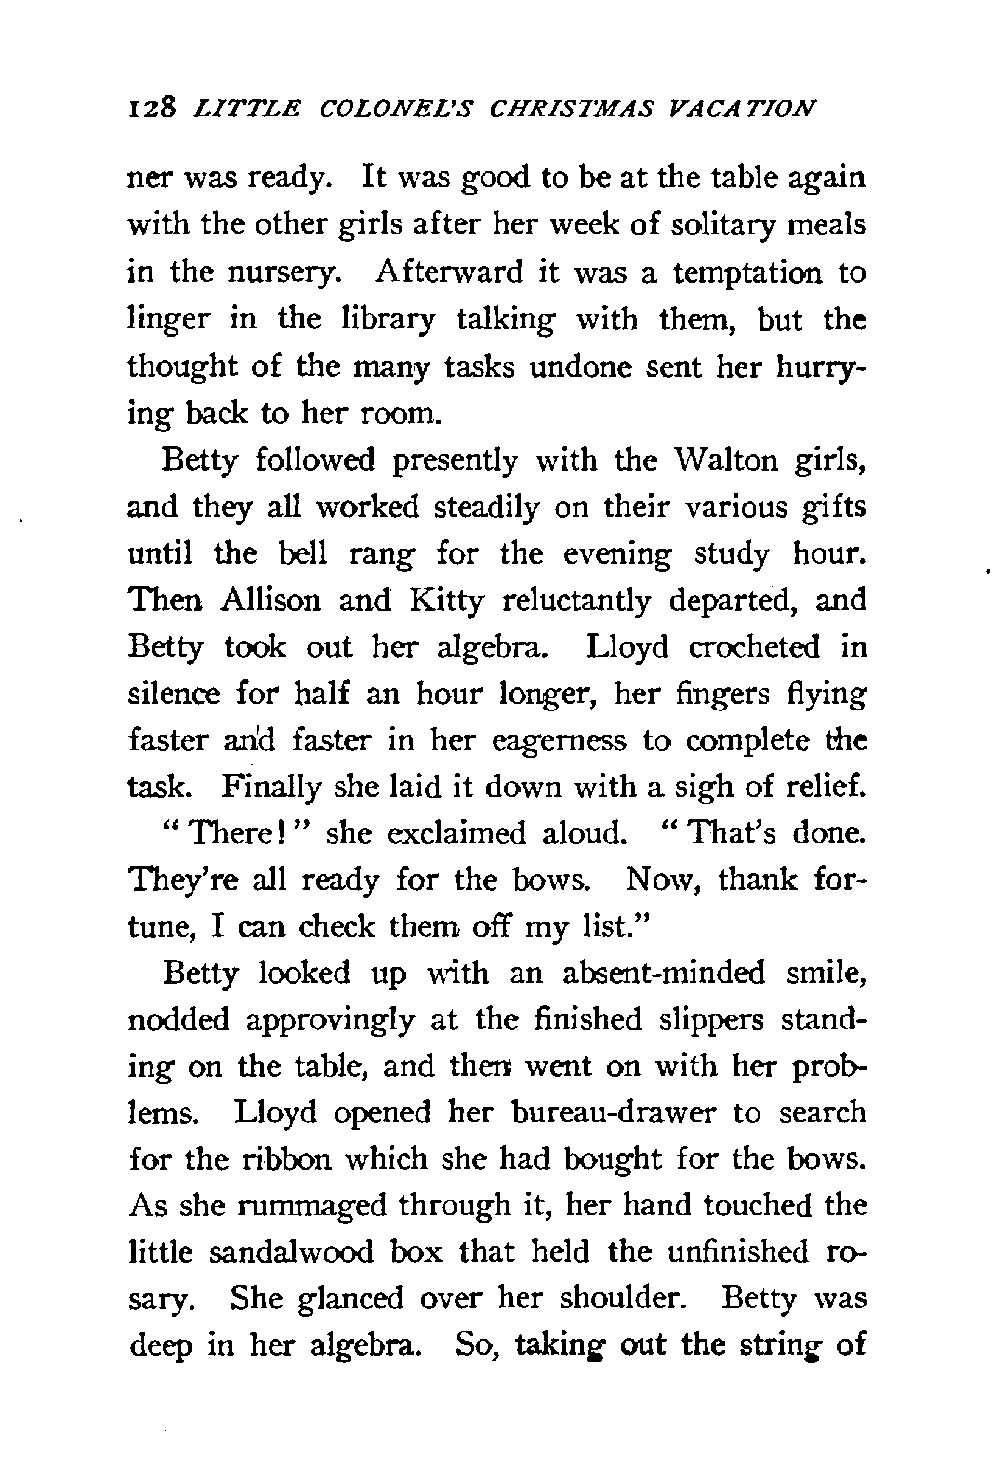 128 LITTLE COLONEL'S CHRISTMAS VACATION
ner was ready. It was good to be at the table again
with the other girls after her week of solitary meals
in the nursery. Afterward it was a temptation to
linger in the library talking with them, but the
thought of the many tasks undone sent her hurry-
ing back to her room.
Betty followed presently with the Walton girls,
and they all worked steadily on their various gifts
until the bell rang for the evening study hour.
Then Allison and Kitty reluctantly departed, and
Betty took out her algebra. Lloyd crocheted in
silence for half an hour longer, her fingers flying
faster and faster in her eagerness to complete the
task. Finally she laid it down with a sigh of relief.
“ There! ” she exclaimed aloud. “ That's done.
They're all ready for the bows. Now, thank for-
tune, I can check them off my list.”
Betty looked up with an absent-minded smile,
nodded approvingly at the finished slippers stand-
ing on the table, and then went on with her prob-
lems. Lloyd opened her bureau-drawer to search
for the ribbon which she had bought for the bows.
As she rummaged through it, her hand touched the
little sandalwood box that held the unfinished ro-
sary. She glanced over her shoulder. Betty was
deep in her algebra. So, taking out the string of